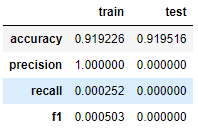 train test
accuracy 0.919226 0.919516
precision 1.000000 0.000000
recall 0.000252 0.000000
f1 0.000503 0.000000